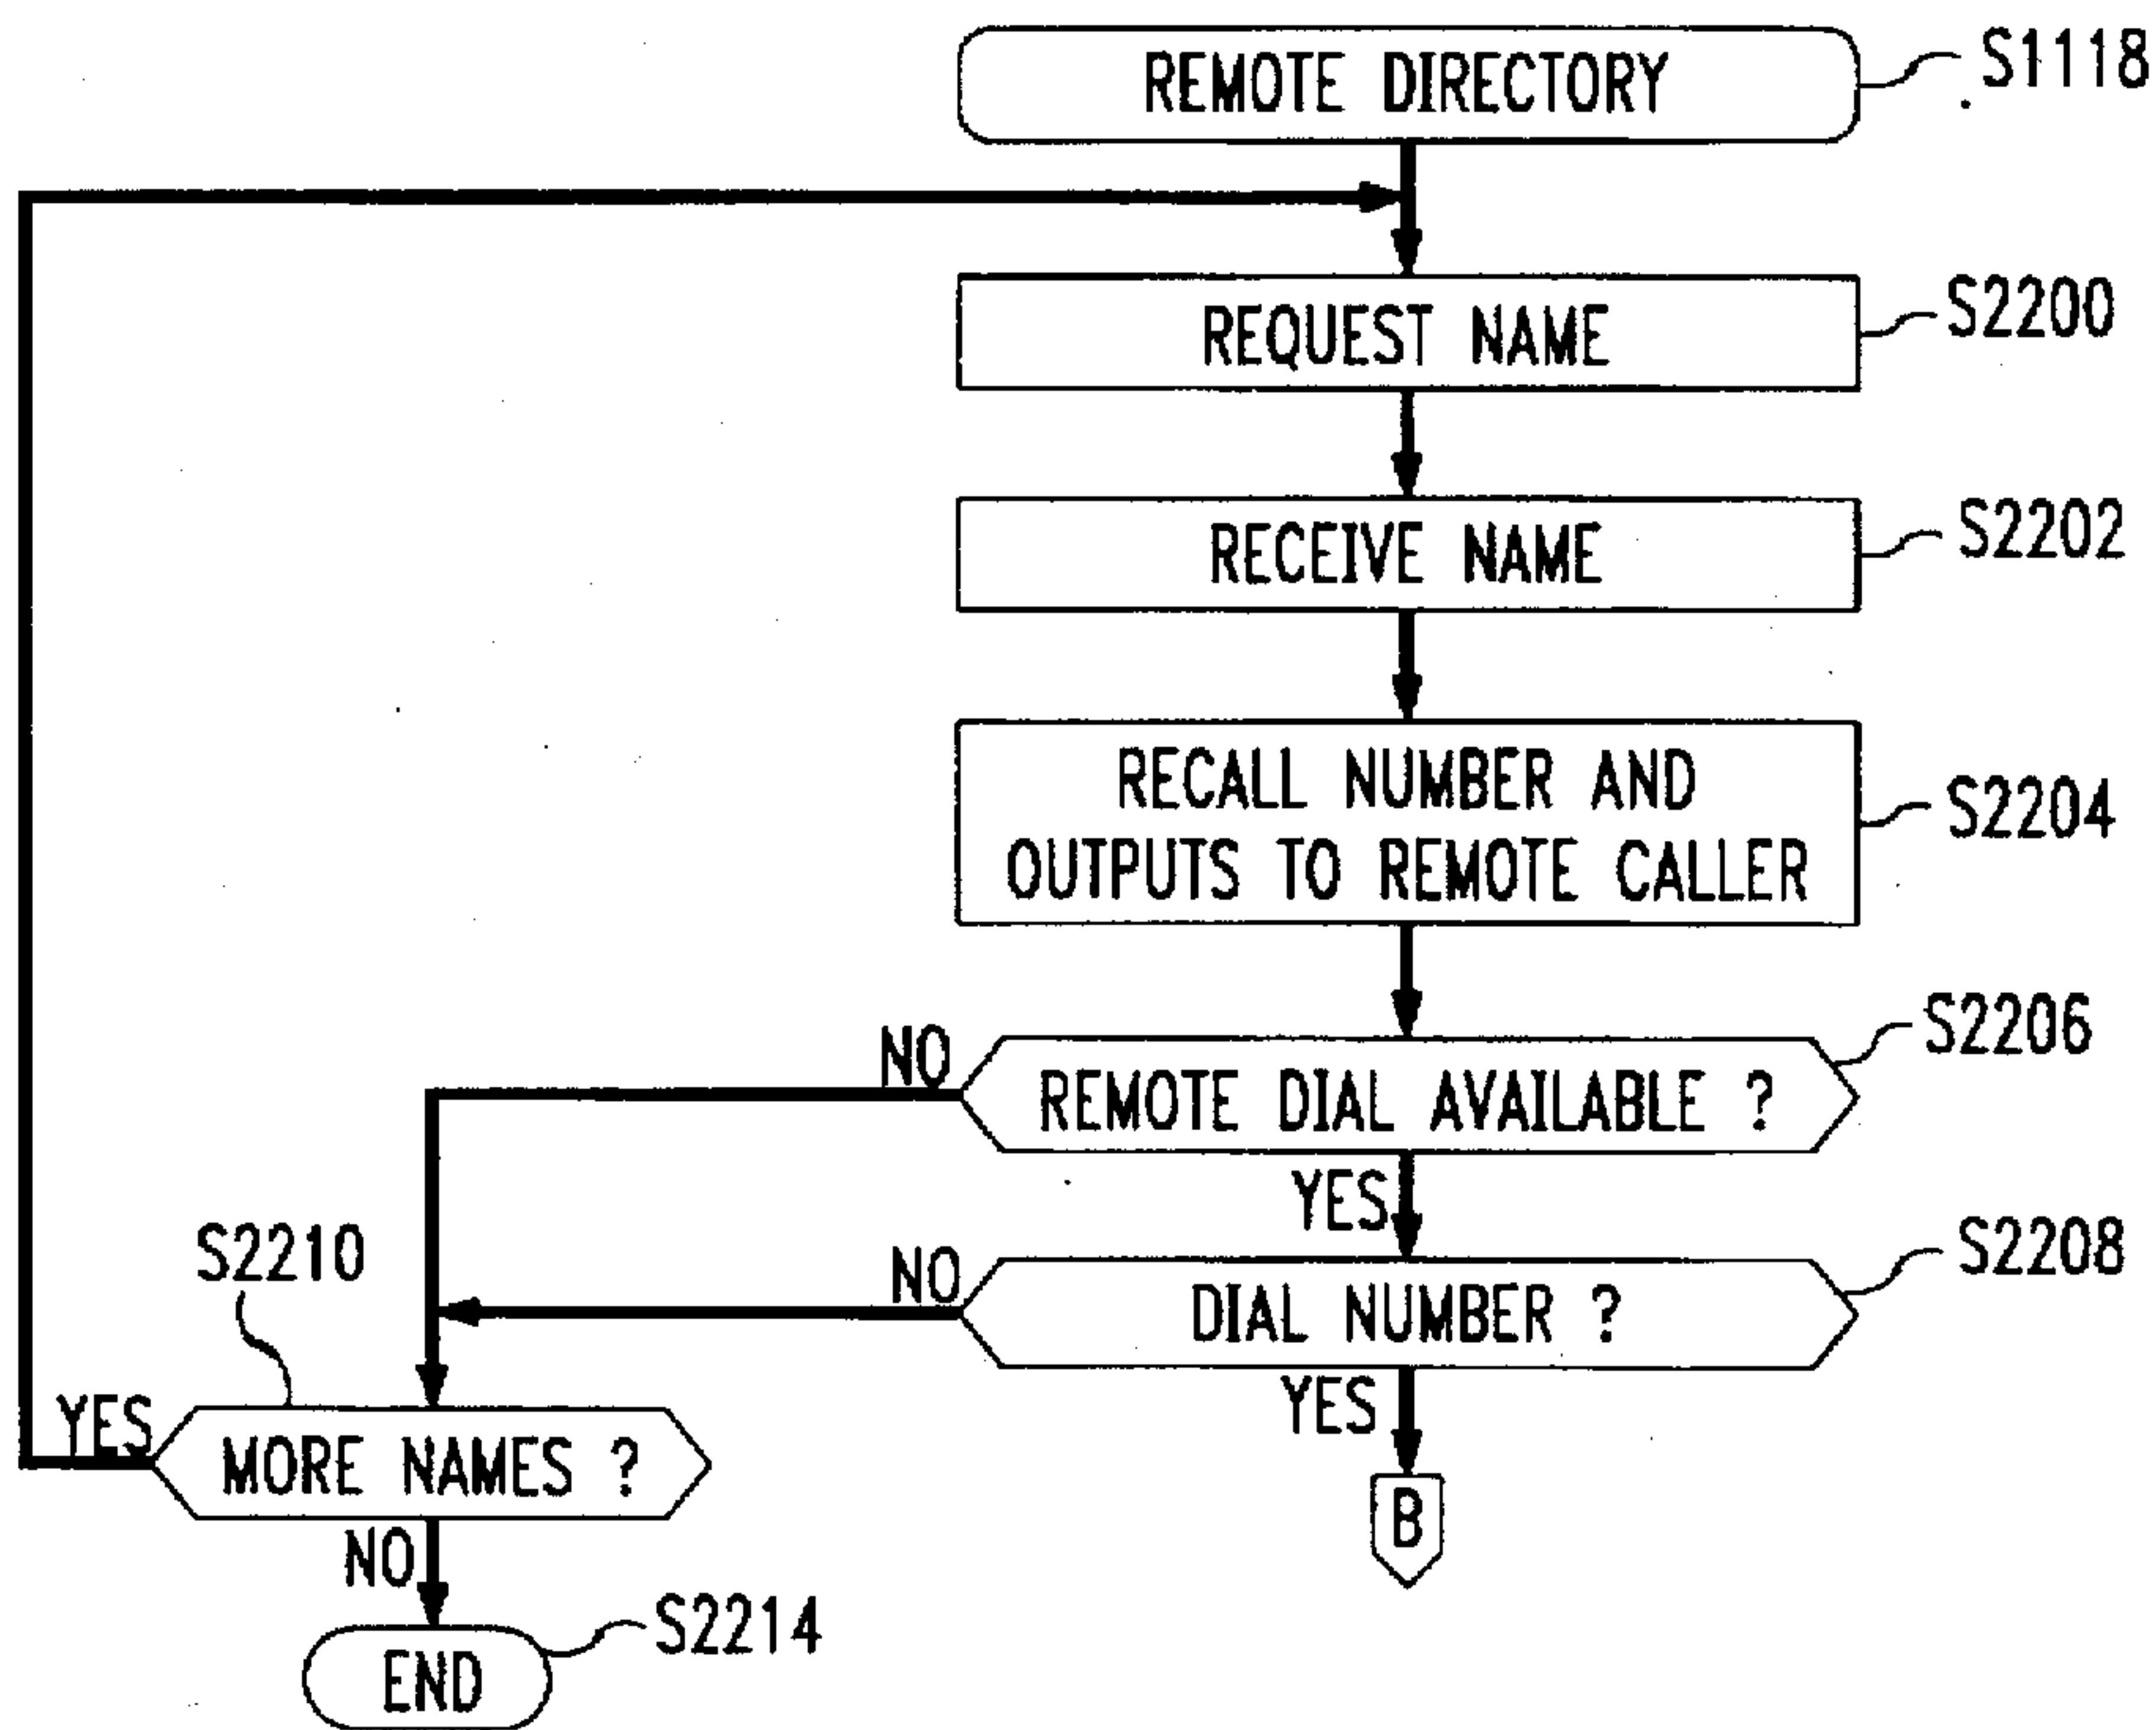 REMOTE DIRECTORY
S1118
REQUEST NAME
S2200
RECEIVE NAME
S2202
RECALL NUMBER AND
OUTPUTS TO REMOTE CALLER
S2204
NO
REMOTE DIAL AVAILABLE ?
S2206
YES
S2210
NO
DIAL NUMBER ?
S2208
YES
YES
MORE NAMES ?
B
NO
END
S2214